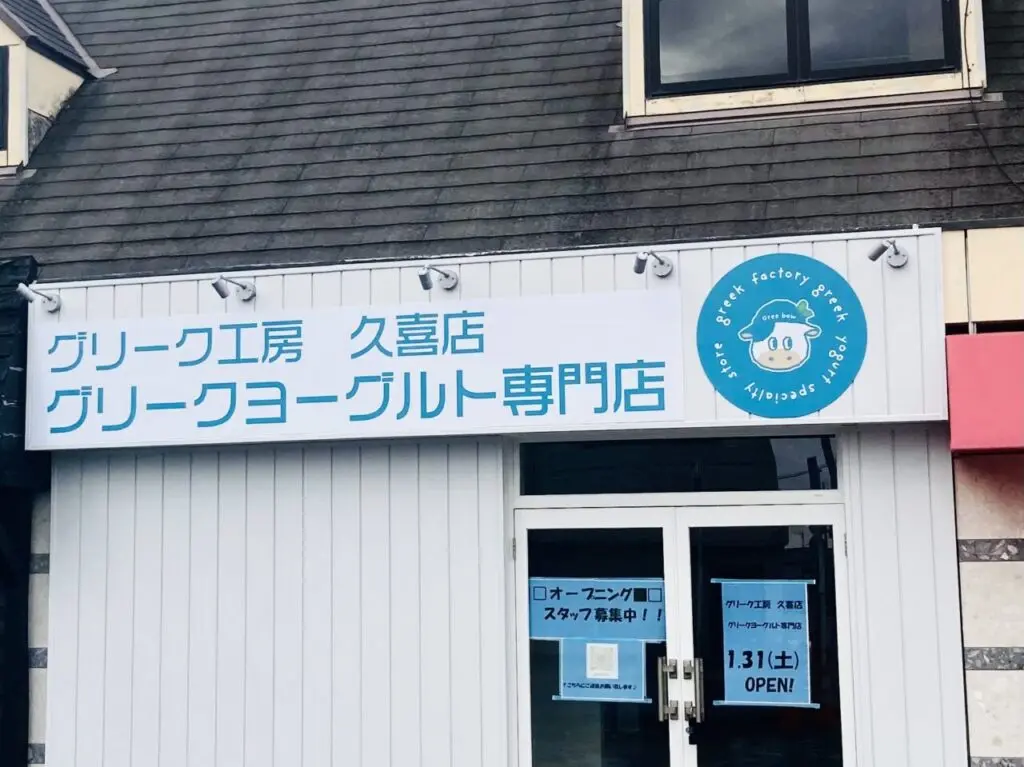 グリーク工房 久喜店
グリークヨーグルト専門店
greek factory greek yogurt specialty store
Gree bow
□オープニング■□
スタッフ募集中！！
グリーク工房 久喜店
グリークヨーグルト専門店
1.31(土)
OPEN!